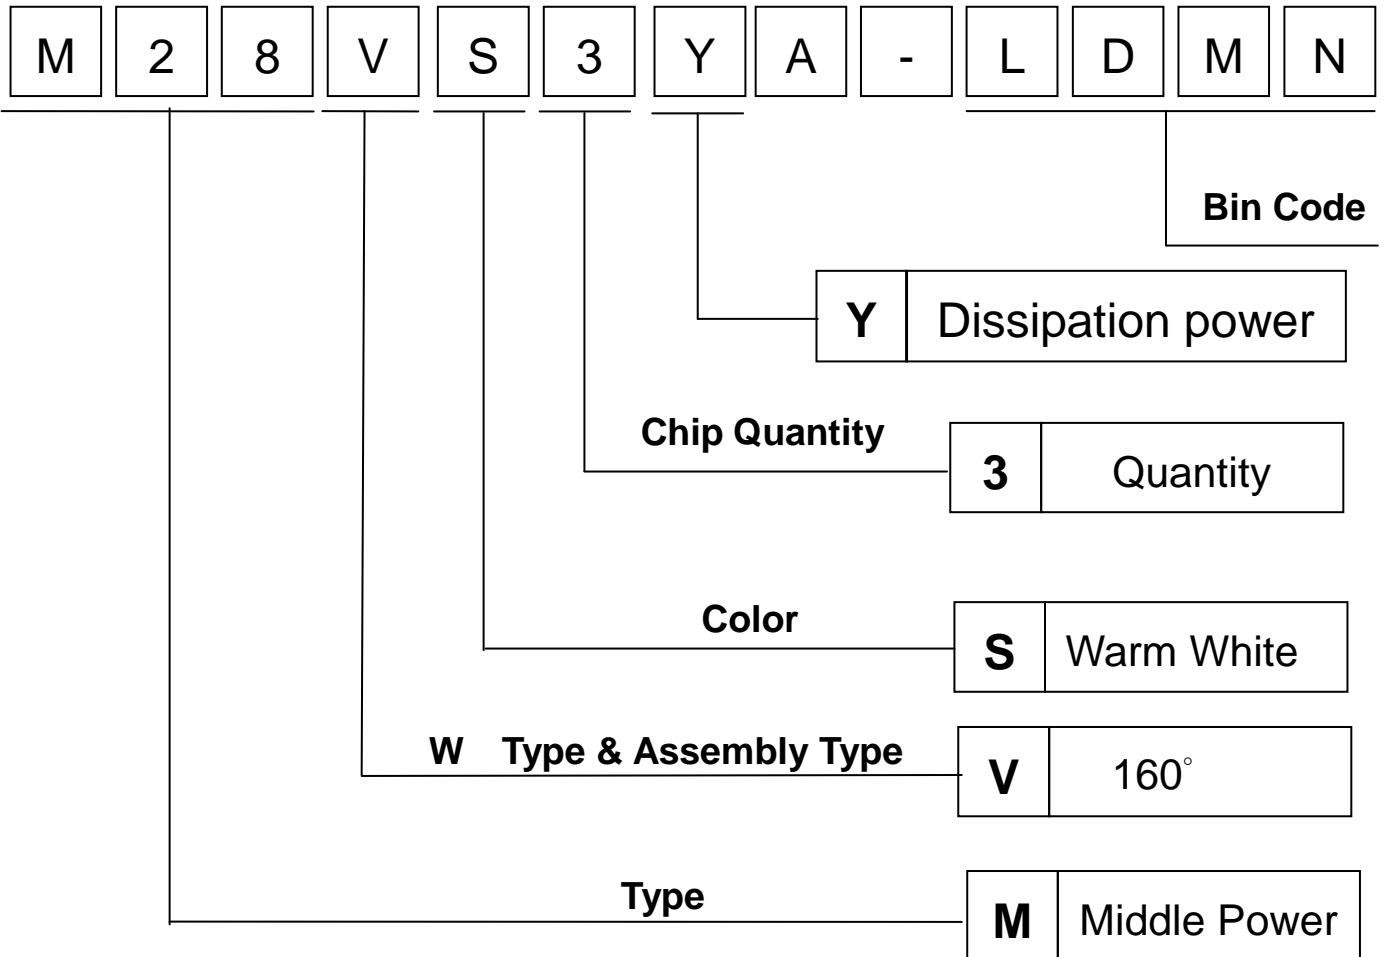 M 2 8 V S 3 Y A - L D M N
Bin Code
Y Dissipation power
Chip Quantity
3 Quantity
Color
S Warm White
W Type & Assembly Type
V 160°
Type
M Middle Power